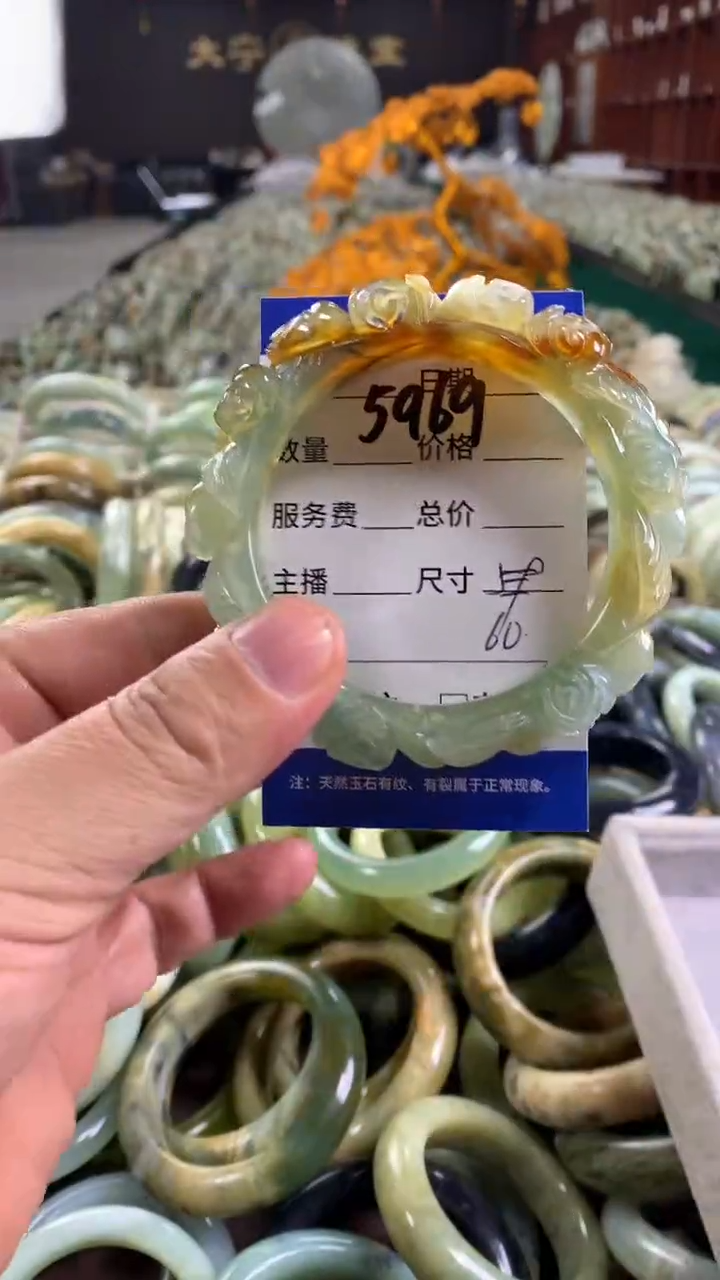 日期
5969
数量 价格
服务费 总价
主播 尺寸
60
注：天然玉石有纹、有裂属于正常现象。